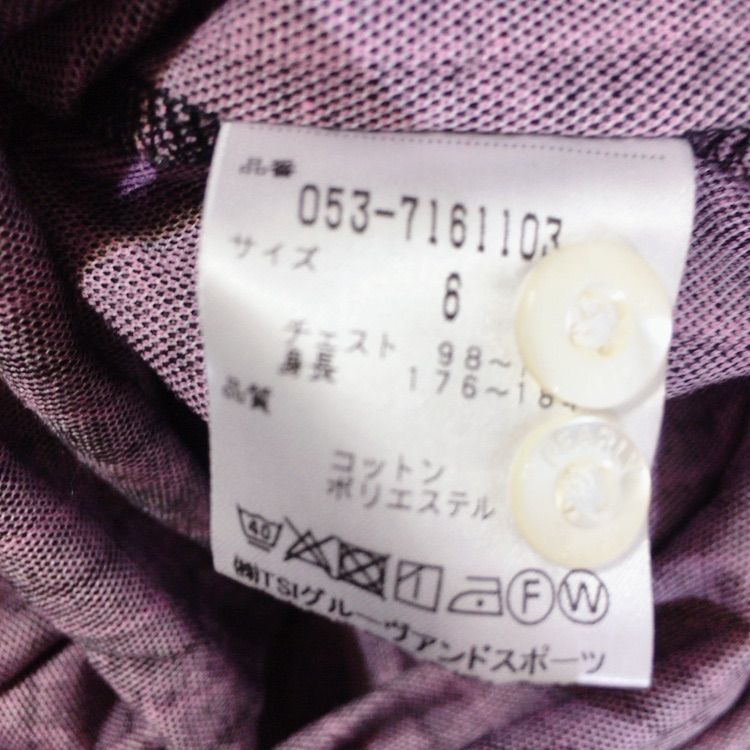 品番
053-7161103
サイズ
6
チェスト 98~
身長 176~18
品質
コットン
ポリエステル
40
F W
㈱TSIグルーヴアンドスポーツ